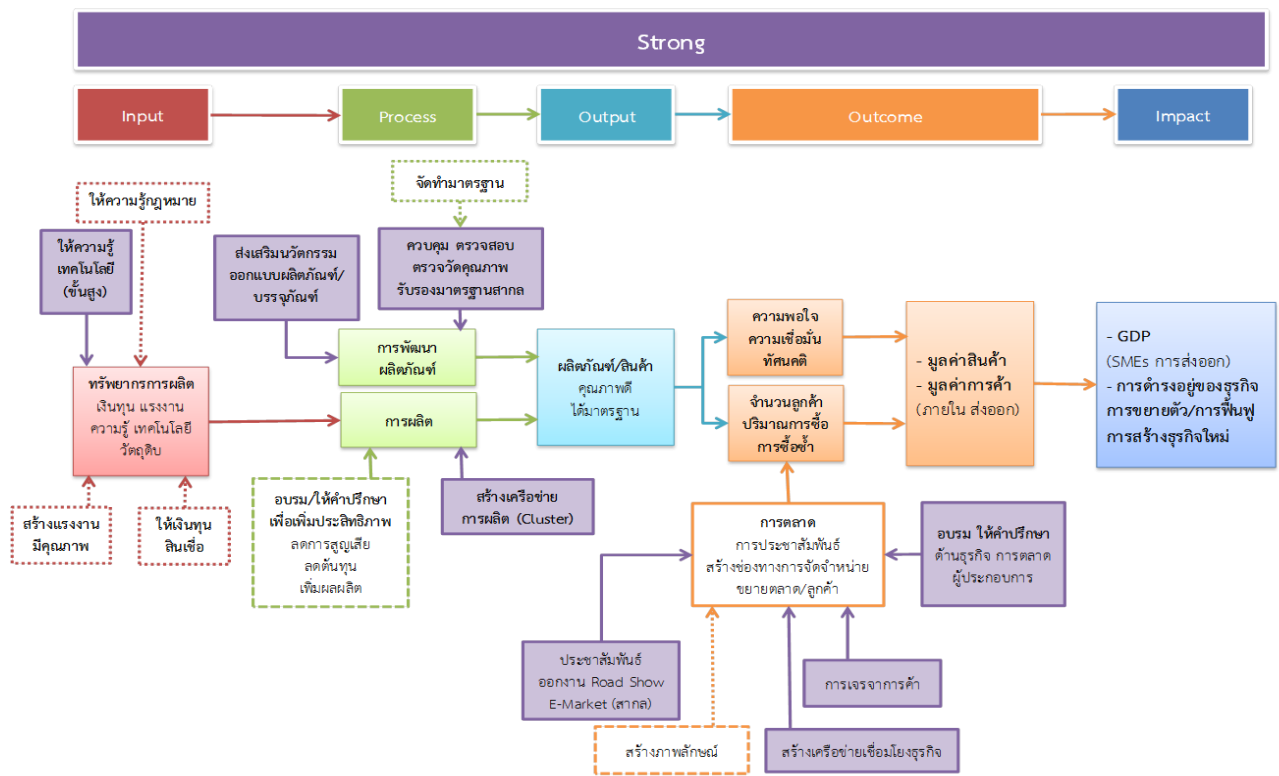 Strong
Input
Process
Output
Outcome
Impact
ให้ความรู้กฎหมาย
จัดทำมาตรฐาน
ให้ความรู้
เทคโนโลยี
(ขั้นสูง)
ส่งเสริมนวัตกรรม
ออกแบบผลิตภัณฑ์/
บรรจุภัณฑ์
ควบคุม ตรวจสอบ
ตรวจวัดคุณภาพ
รับรองมาตรฐานสากล
ทรัพยากรการผลิต
เงินทุน แรงงาน
ความรู้ เทคโนโลยี
วัตถุดิบ
การพัฒนา
ผลิตภัณฑ์
การผลิต
ผลิตภัณฑ์/สินค้า
คุณภาพดี
ได้มาตรฐาน
ความพอใจ
ความเชื่อมั่น
ทัศนคติ
จำนวนลูกค้า
ปริมาณการซื้อ
การซื้อซ้ำ
- มูลค่าสินค้า
- มูลค่าการค้า
(ภายใน ส่งออก)
- GDP
(SMEs การส่งออก)
- การดำรงอยู่ของธุรกิจ
การขยายตัว/การฟื้นฟู
การสร้างธุรกิจใหม่
สร้างแรงงาน
มีคุณภาพ
ให้เงินทุน
สินเชื่อ
อบรม/ให้คำปรึกษา
เพื่อเพิ่มประสิทธิภาพ
ลดการสูญเสีย
ลดต้นทุน
เพิ่มผลผลิต
สร้างเครือข่าย
การผลิต (Cluster)
การตลาด
การประชาสัมพันธ์
สร้างช่องทางการจัดจำหน่าย
ขยายตลาด/ลูกค้า
อบรม ให้คำปรึกษา
ด้านธุรกิจ การตลาด
ผู้ประกอบการ
ประชาสัมพันธ์
ออกงาน Road Show
E-Market (สากล)
การเจรจาการค้า
สร้างภาพลักษณ์
สร้างเครือข่ายเชื่อมโยงธุรกิจ